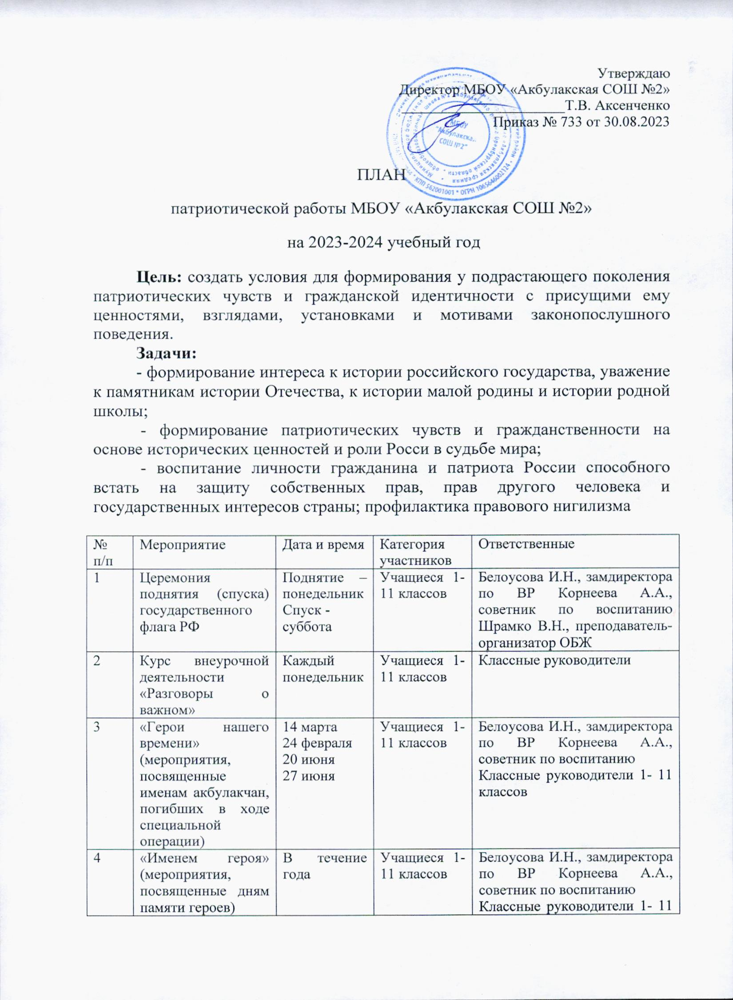 Утверждаю
Директор МБОУ «Акбулакская СОШ №2»
Т.В. Аксенченко
Приказ № 733 от 30.08.2023
МБОУ
"Акбулакская
СОШ №2"
* КПП 562001001 * ОГРН 1065646002124 *
ПЛАН
патриотической работы МБОУ «Акбулакская СОШ №2»
на 2023-2024 учебный год
Цель: создать условия для формирования у подрастающего поколения
патриотических чувств и гражданской идентичности с присущими ему
ценностями, взглядами, установками и мотивами законопослушного
поведения.
Задачи:
- формирование интереса к истории российского государства, уважение
к памятникам истории Отечества, к истории малой родины и истории родной
школы;
- формирование патриотических чувств и гражданственности на
основе исторических ценностей и роли Росси в судьбе мира;
- воспитание личности гражданина и патриота России способного
встать на защиту собственных прав, прав другого человека и
государственных интересов страны; профилактика правового нигилизма
№
п/п
Мероприятие
Дата и время
Категория
участников
Ответственные
1
Церемония
поднятия (спуска)
государственного
флага РФ
Поднятие –
понедельник
Спуск -
суббота
Учащиеся 1-
11 классов
Белоусова И.Н., замдиректора
по ВР Корнеева А.А.,
советник по воспитанию
Шрамко В.Н., преподаватель-
организатор ОБЖ
2
Курс внеурочной
деятельности
«Разговоры о
важном»
Каждый
понедельник
Учащиеся 1-
11 классов
Классные руководители
3
«Герои нашего
времени»
(мероприятия,
посвященные
именам акбулакчан,
погибших в ходе
специальной
операции)
14 марта
24 февраля
20 июня
27 июня
Учащиеся 1-
11 классов
Белоусова И.Н., замдиректора
по ВР Корнеева А.А.,
советник по воспитанию
Классные руководители 1- 11
классов
4
«Именем героя»
(мероприятия,
посвященные дням
памяти героев)
В течение
года
Учащиеся 1-
11 классов
Белоусова И.Н., замдиректора
по ВР Корнеева А.А.,
советник по воспитанию
Классные руководители 1- 11